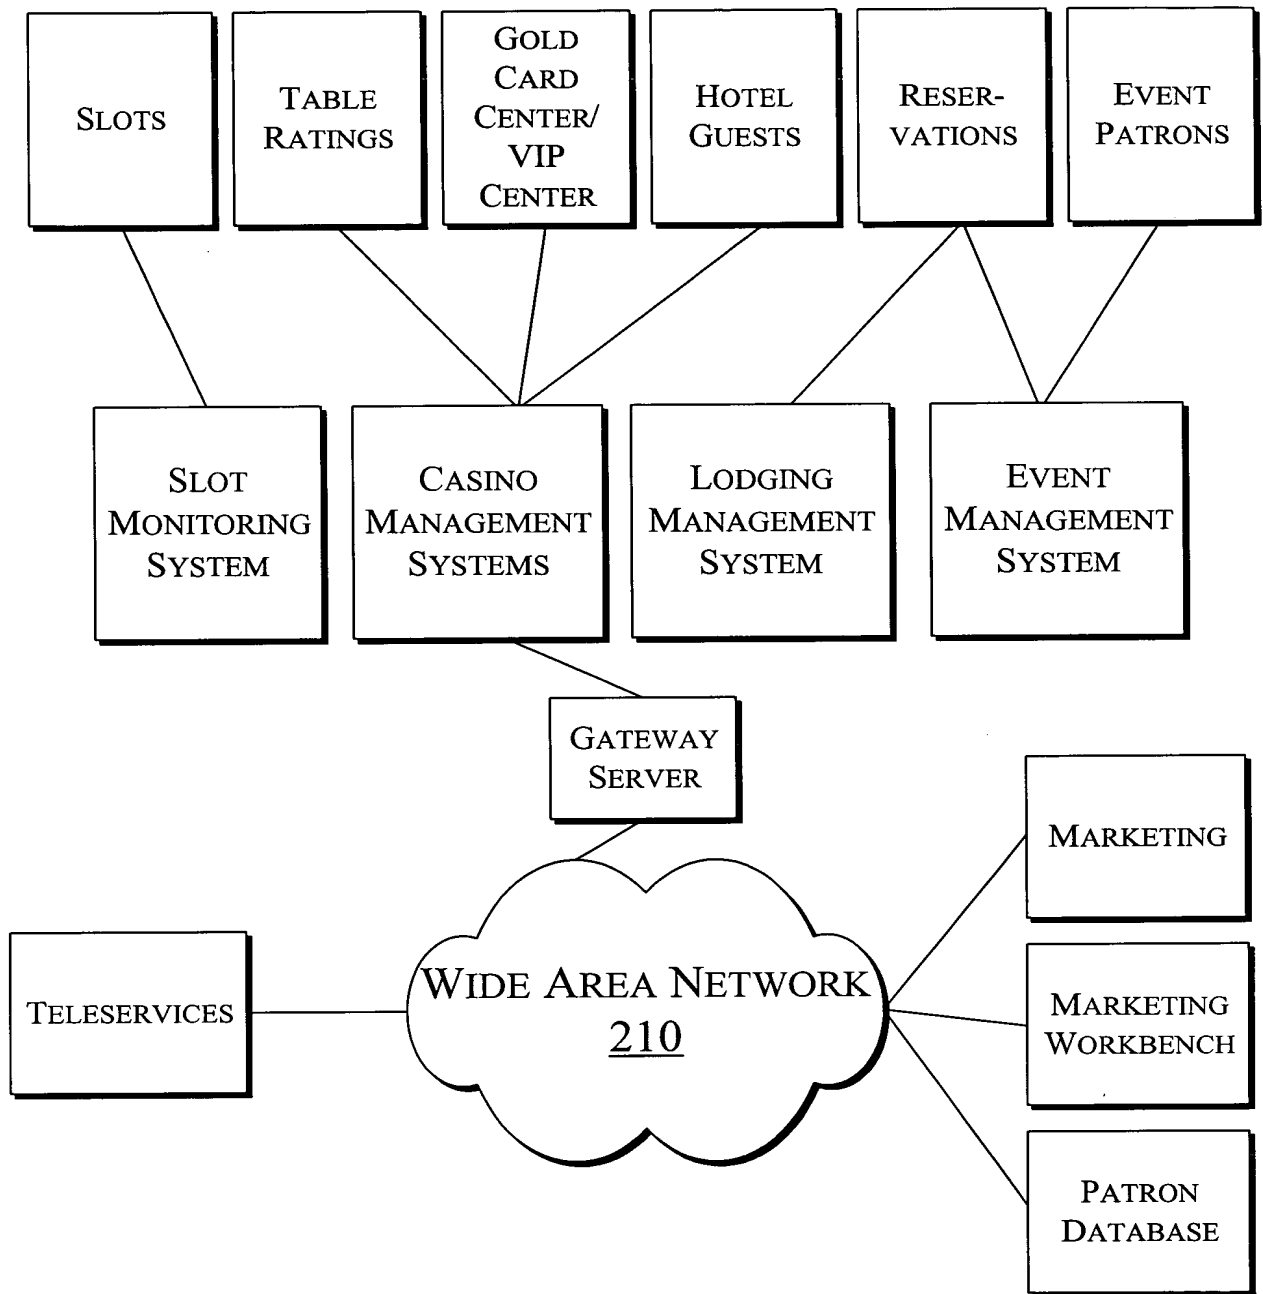 SLOTS
TABLE
RATINGS
GOLD
CARD
CENTER/
VIP
CENTER
HOTEL
GUESTS
RESER-
VATIONS
EVENT
PATRONS
SLOT
MONITORING
SYSTEM
CASINO
MANAGEMENT
SYSTEMS
LODGING
MANAGEMENT
SYSTEM
EVENT
MANAGEMENT
SYSTEM
GATEWAY
SERVER
MARKETING
TELESERVICES
WIDE AREA NETWORK
210
MARKETING
WORKBENCH
PATRON
DATABASE